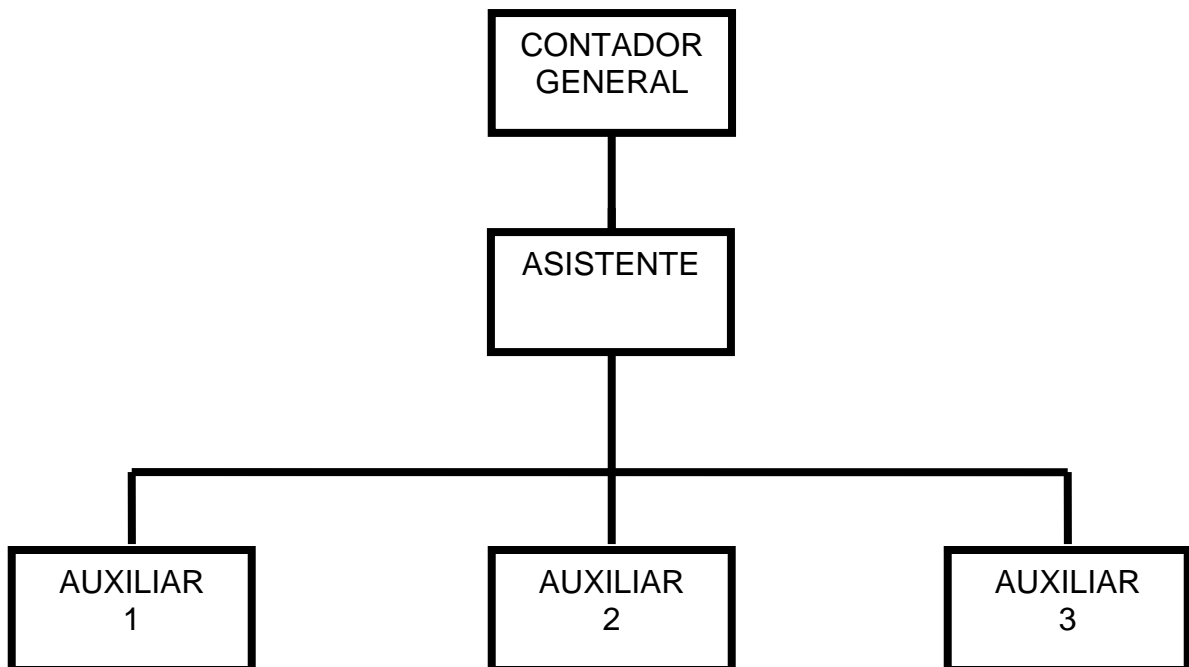 CONTADOR
GENERAL
ASISTENTE
AUXILIAR
1
AUXILIAR
2
AUXILIAR
3